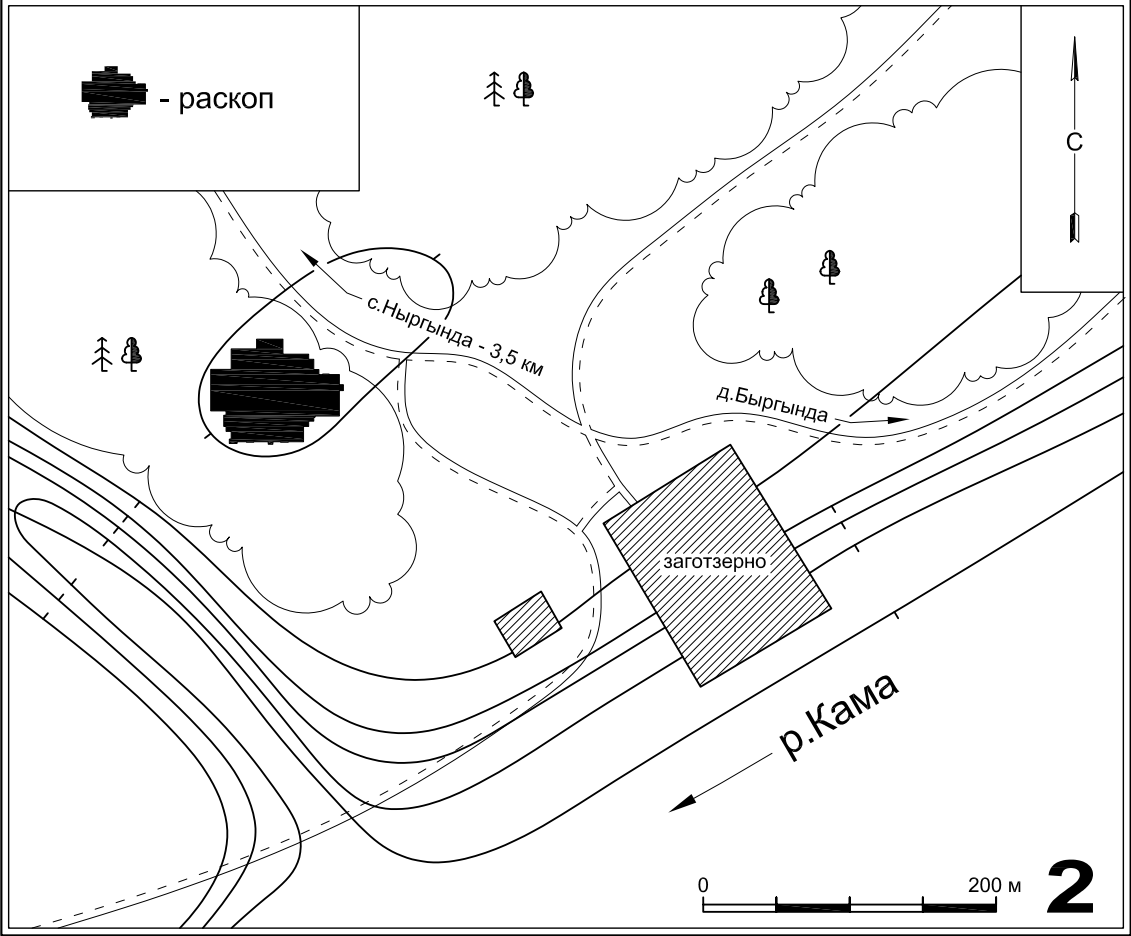 - раскоп
С
с.Ныргында - 3,5 км
д.Быргында
заготзерно
р.Кама
0 200 м
2